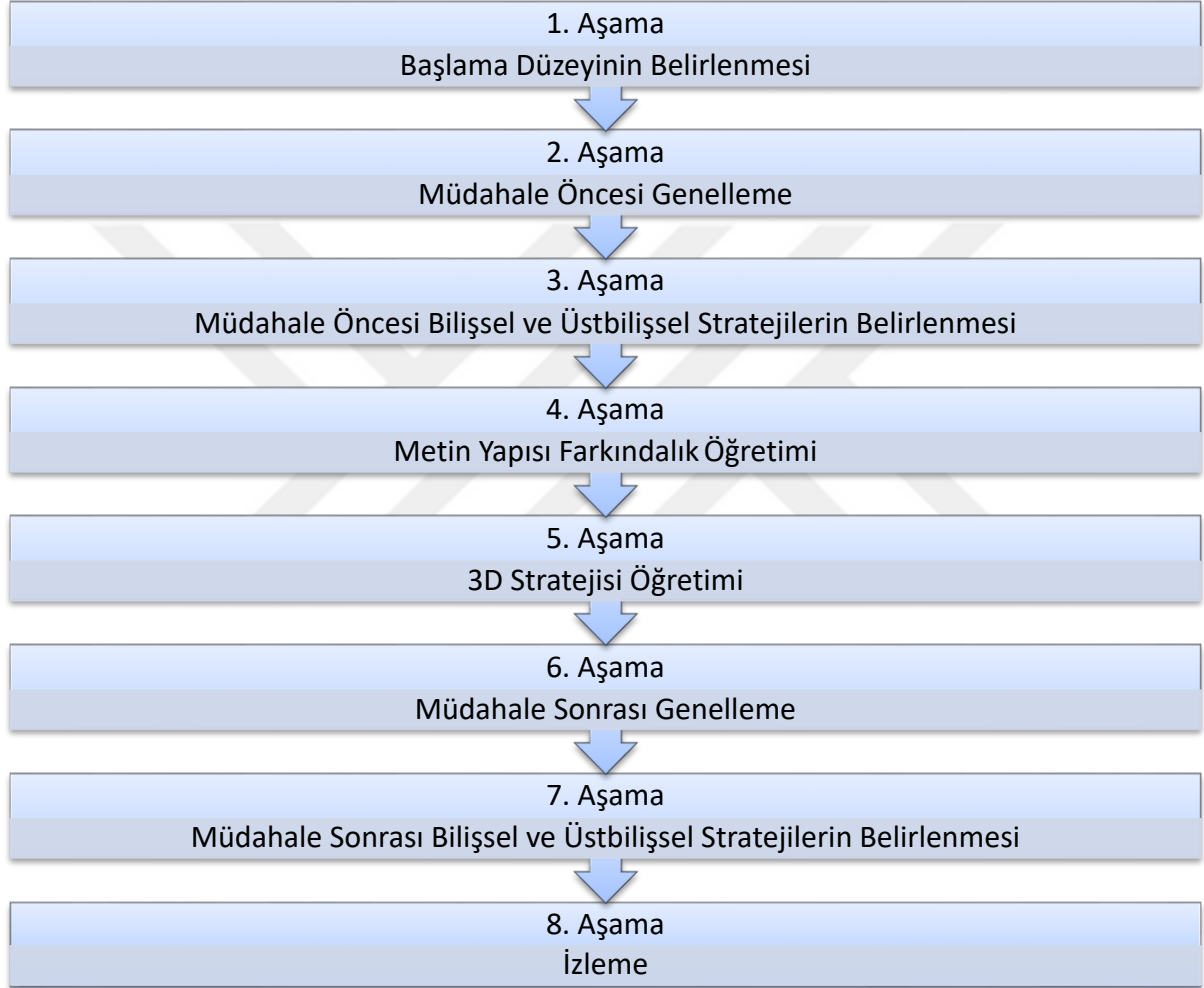 1. Aşama
Başlama Düzeyinin Belirlenmesi
2. Aşama
Müdahale Öncesi Genelleme
3. Aşama
Müdahale Öncesi Bilişsel ve Üstbilişsel Stratejilerin Belirlenmesi
4. Aşama
Metin Yapısı Farkındalık Öğretimi
5. Aşama
3D Stratejisi Öğretimi
6. Aşama
Müdahale Sonrası Genelleme
7. Aşama
Müdahale Sonrası Bilişsel ve Üstbilişsel Stratejilerin Belirlenmesi
8. Aşama
İzleme